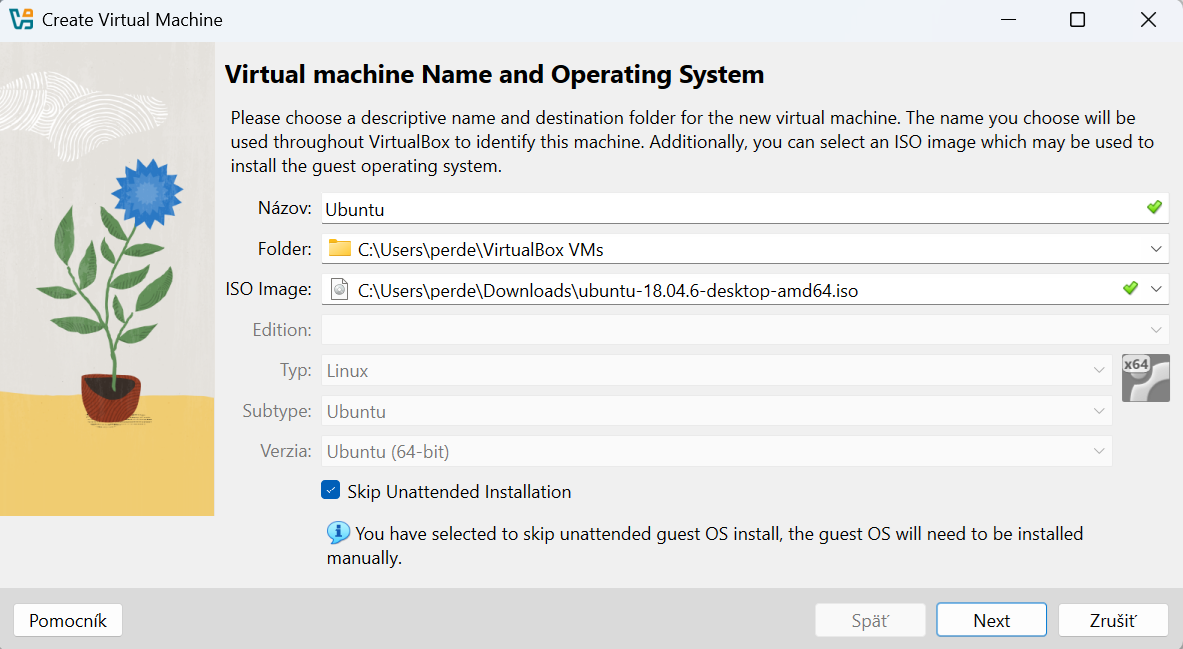 Create Virtual Machine
Virtual machine Name and Operating System
Please choose a descriptive name and destination folder for the new virtual machine. The name you choose will be
used throughout VirtualBox to identify this machine. Additionally, you can select an ISO image which may be used to
install the guest operating system.
Názov: Ubuntu
Folder: C:\Users\perde\VirtualBox VMs
ISO Image: C:\Users\perde\Downloads\ubuntu-18.04.6-desktop-amd64.iso
Edition:
Typ: Linux x64
Subtype: Ubuntu
Verzia: Ubuntu (64-bit)
Skip Unattended Installation
You have selected to skip unattended guest OS install, the guest OS will need to be installed
manually.
Pomocník Späť Next Zrušiť